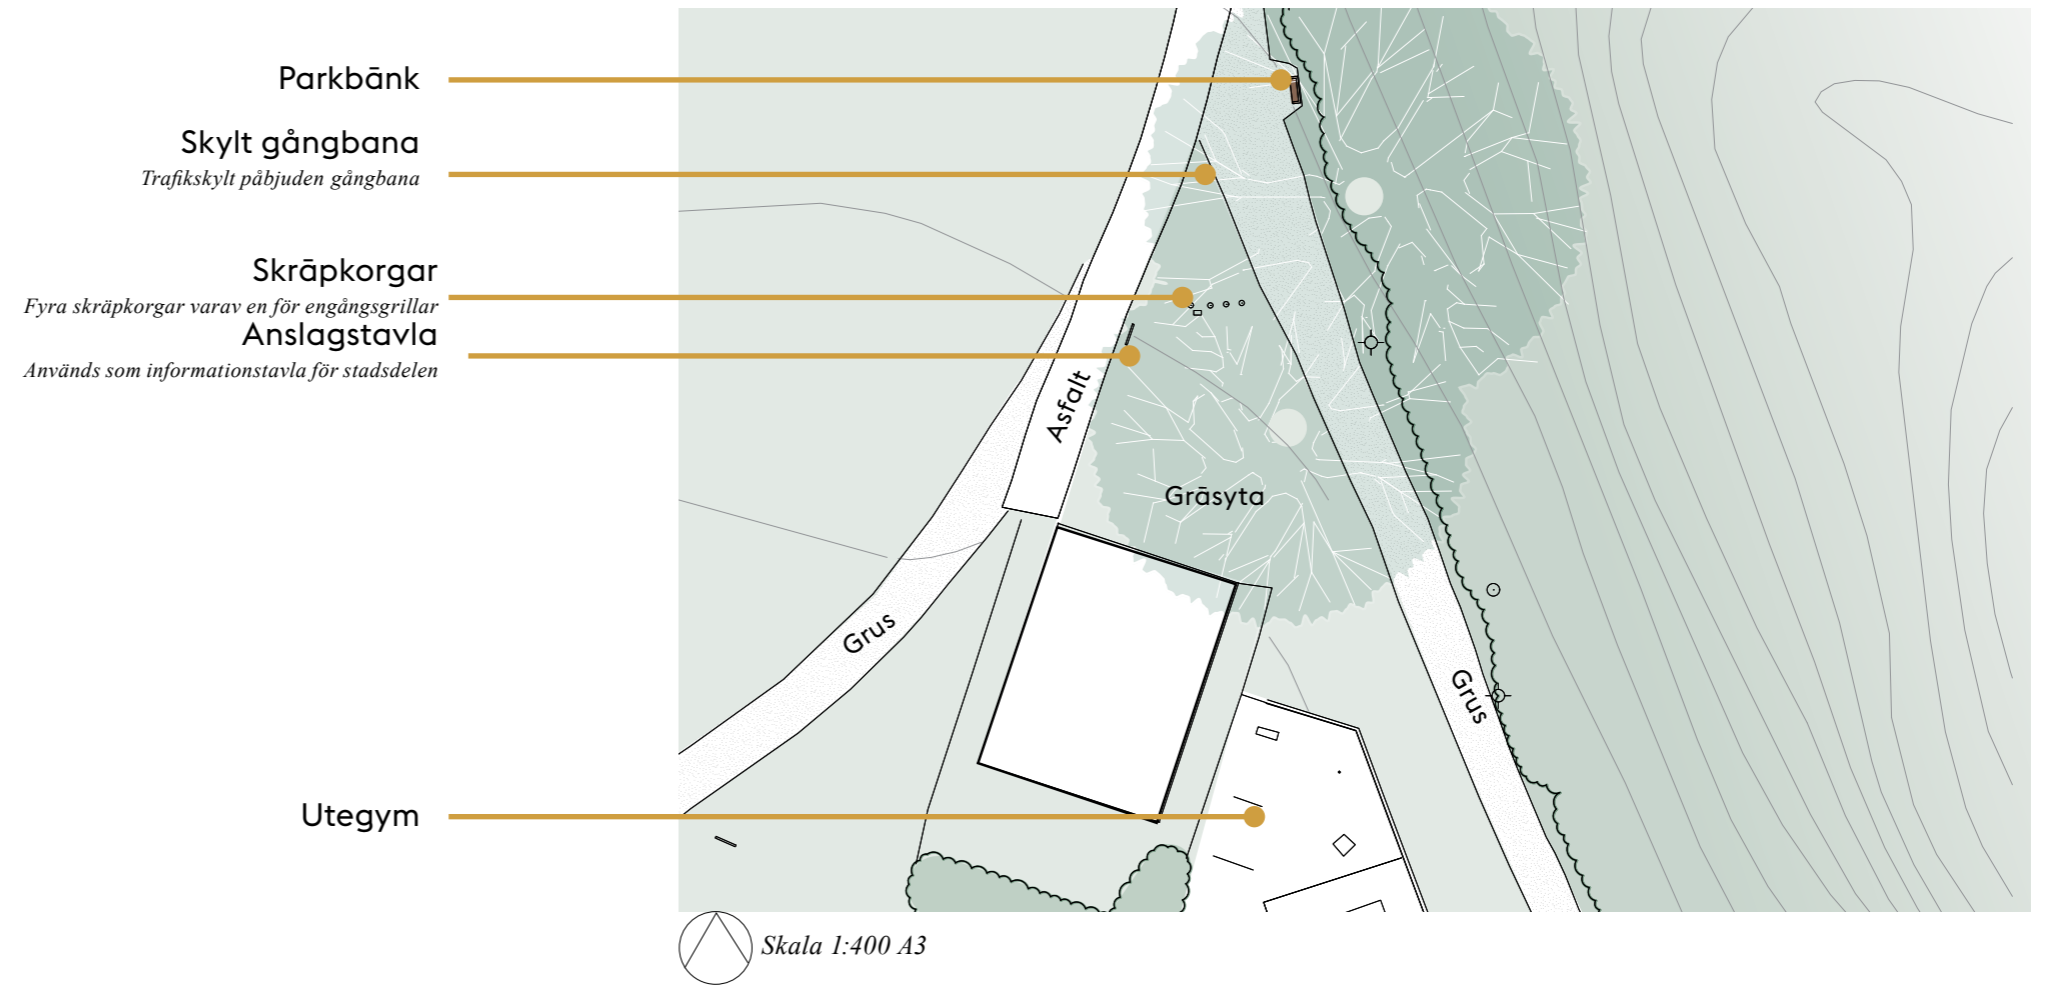 Parkbänk
Skylt gångbana
Trafikskylt påbjuden gångbana
Skräpkorgar
Fyra skräpkorgar varav en för engångsgrillar
Anslagstavla
Används som informationstavla för stadsdelen
Asfalt
Gräsyta
Grus
Grus
Utegym
Skala 1:400 A3